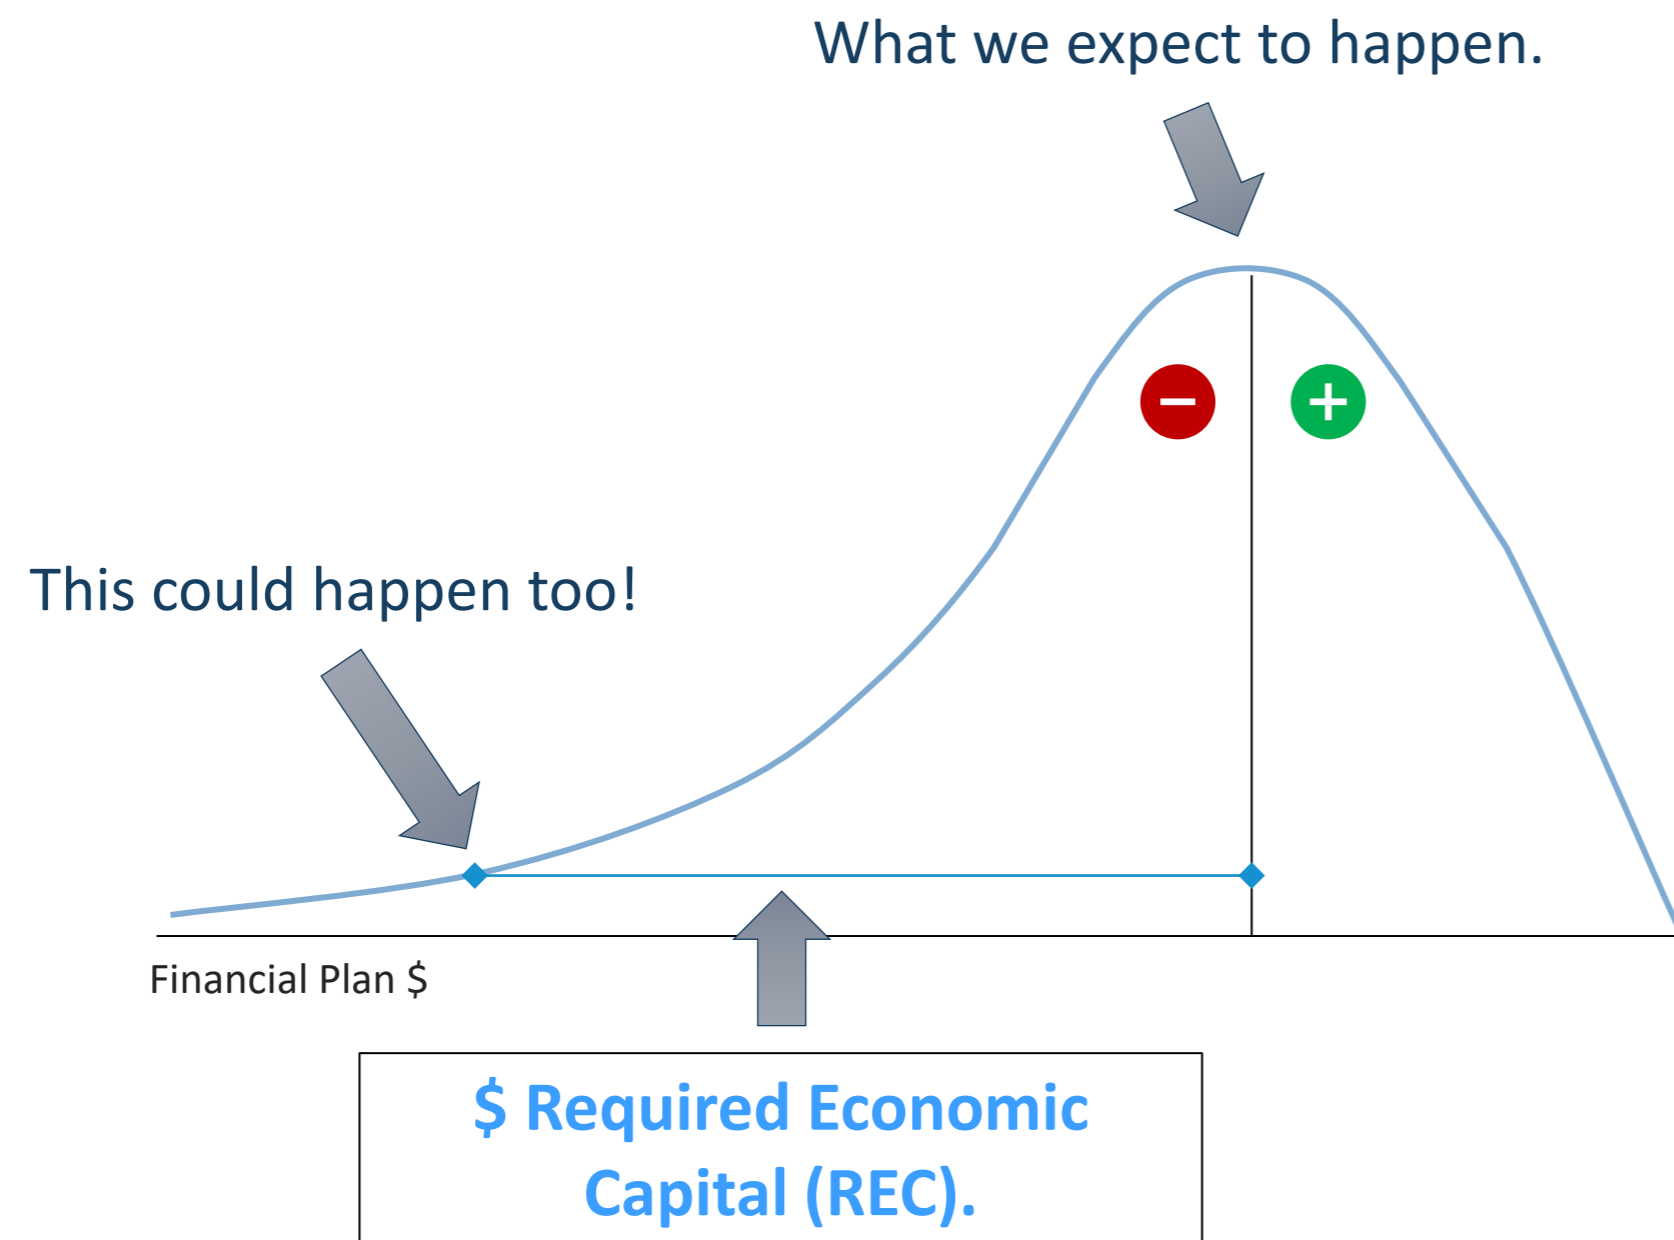 What we expect to happen.
This could happen too!
Financial Plan $
$ Required Economic
Capital (REC).